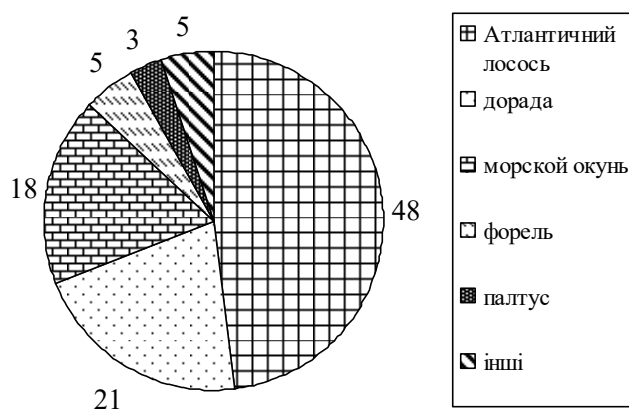 5
3
5
18
48
21
Атлантичний
лосось
дорада
морской окунь
форель
палтус
інші